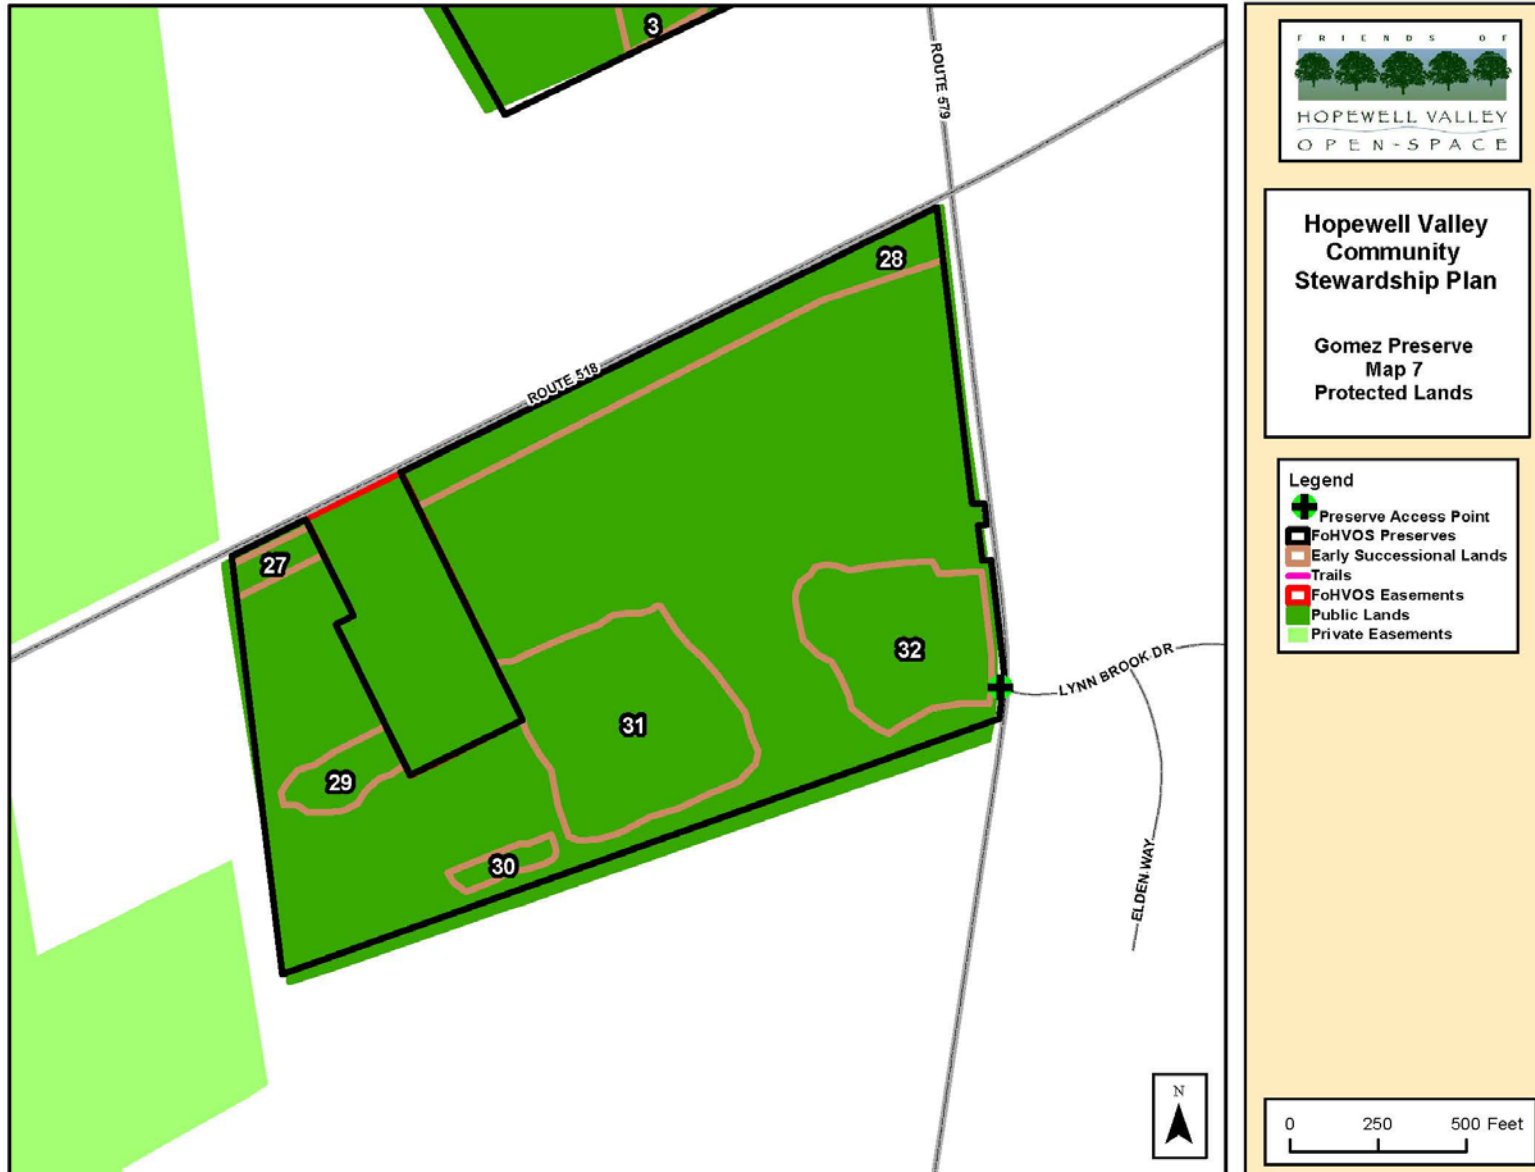 3
ROUTE 579
28
ROUTE 518
27
32
LYNN BROOK DR
31
29
30
ELDEN WAY
N
FRIENDS OF
HOPEWELL VALLEY
OPEN-SPACE
Hopewell Valley
Community
Stewardship Plan
Gomez Preserve
Map 7
Protected Lands
Legend
Preserve Access Point
FoHVOS Preserves
Early Successional Lands
Trails
FoHVOS Easements
Public Lands
Private Easements
0 250 500 Feet